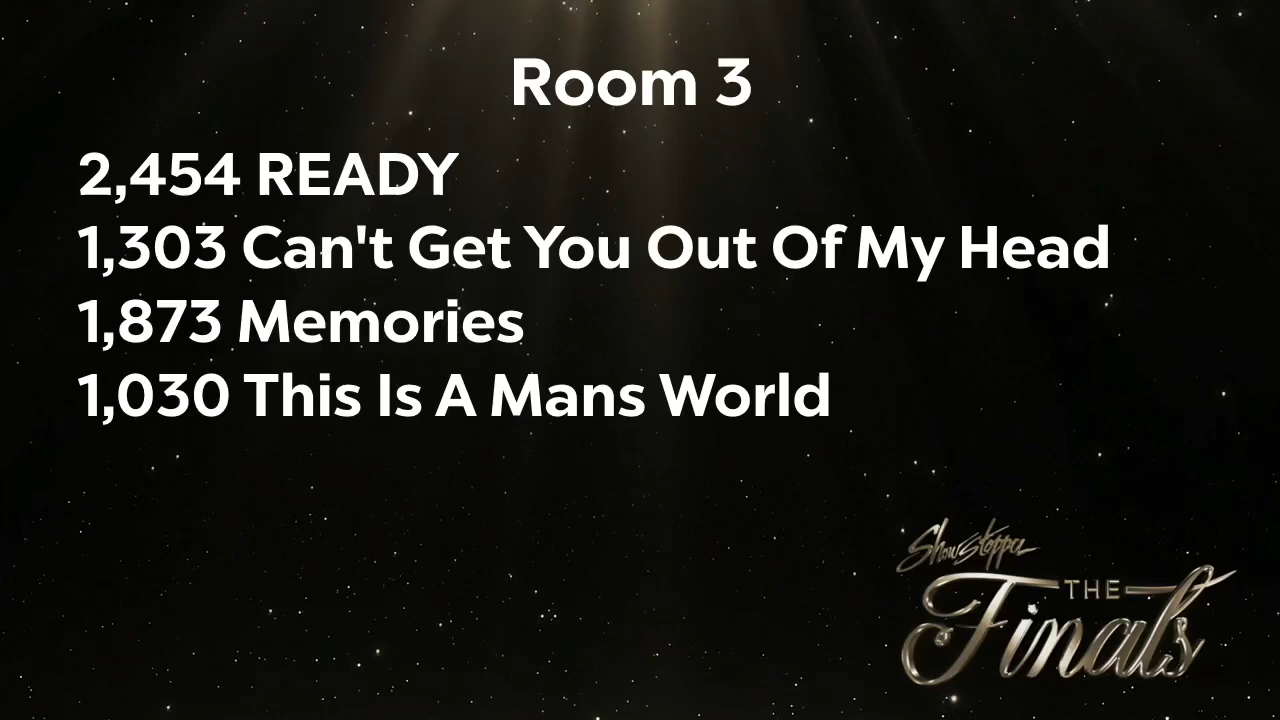 Room 3
2,454 READY
1,303 Can't Get You Out Of My Head
1,873 Memories
1,030 This Is A Mans World
Showstoppa
THE
Finals